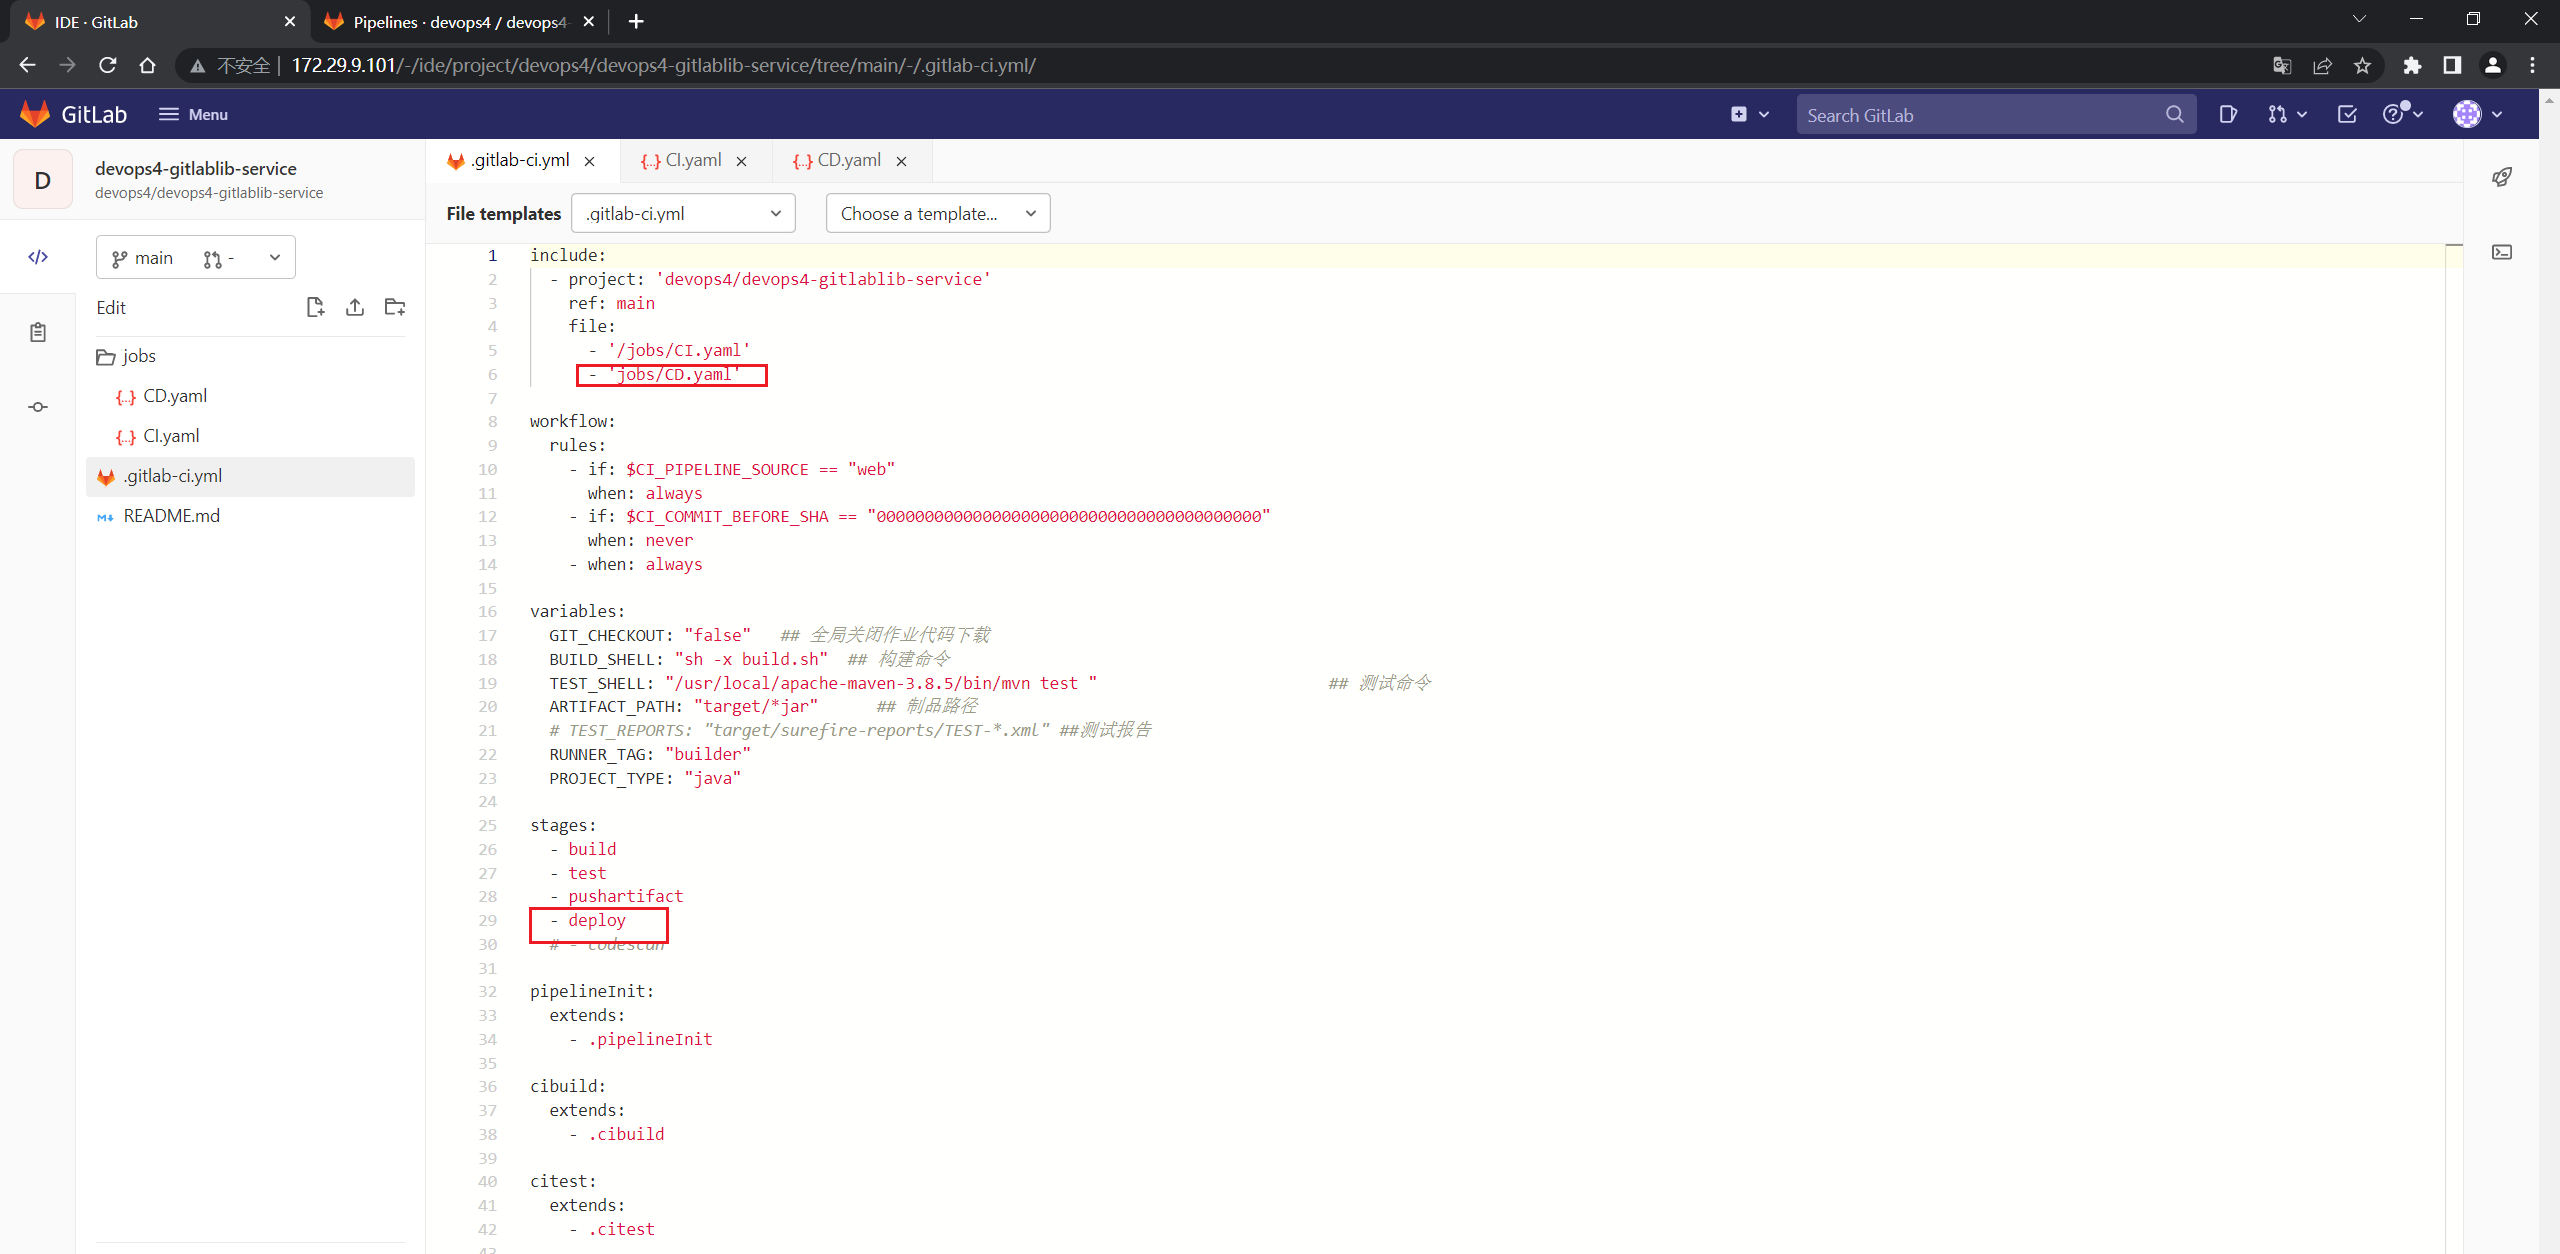 IDE · GitLab
Pipelines · devops4 / devops4-
不安全 | 172.29.9.101/-/ide/project/devops4/devops4-gitlablib-service/tree/main/-/.gitlab-ci.yml/
GitLab Menu Search GitLab
D devops4-gitlablib-service
devops4/devops4-gitlablib-service
main -
Edit
jobs
{..} CD.yaml
{..} CI.yaml
.gitlab-ci.yml
M↓ README.md
.gitlab-ci.yml {..} CI.yaml {..} CD.yaml
File templates .gitlab-ci.yml Choose a template...
1 include:
2 - project: 'devops4/devops4-gitlablib-service'
3 ref: main
4 file:
5 - '/jobs/CI.yaml'
6 - 'jobs/CD.yaml'
7
8 workflow:
9 rules:
10 - if: $CI_PIPELINE_SOURCE == "web"
11 when: always
12 - if: $CI_COMMIT_BEFORE_SHA == "0000000000000000000000000000000000000000"
13 when: never
14 - when: always
15
16 variables:
17 GIT_CHECKOUT: "false" ## 全局关闭作业代码下载
18 BUILD_SHELL: "sh -x build.sh" ## 构建命令
19 TEST_SHELL: "/usr/local/apache-maven-3.8.5/bin/mvn test " ## 测试命令
20 ARTIFACT_PATH: "target/*jar" ## 制品路径
21 # TEST_REPORTS: "target/surefire-reports/TEST-*.xml" ##测试报告
22 RUNNER_TAG: "builder"
23 PROJECT_TYPE: "java"
24
25 stages:
26 - build
27 - test
28 - pushartifact
29 - deploy
30 # - codescan
31
32 pipelineInit:
33 extends:
34 - .pipelineInit
35
36 cibuild:
37 extends:
38 - .cibuild
39
40 citest:
41 extends:
42 - .citest
43